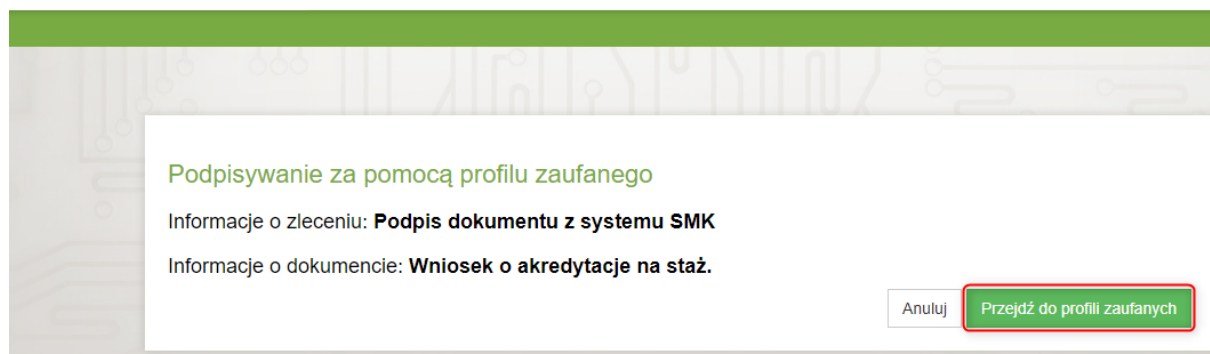 Podpisywanie za pomocą profilu zaufanego
Informacje o zleceniu: Podpis dokumentu z systemu SMK
Informacje o dokumencie: Wniosek o akredytacje na staż.
Anuluj Przejdź do profili zaufanych